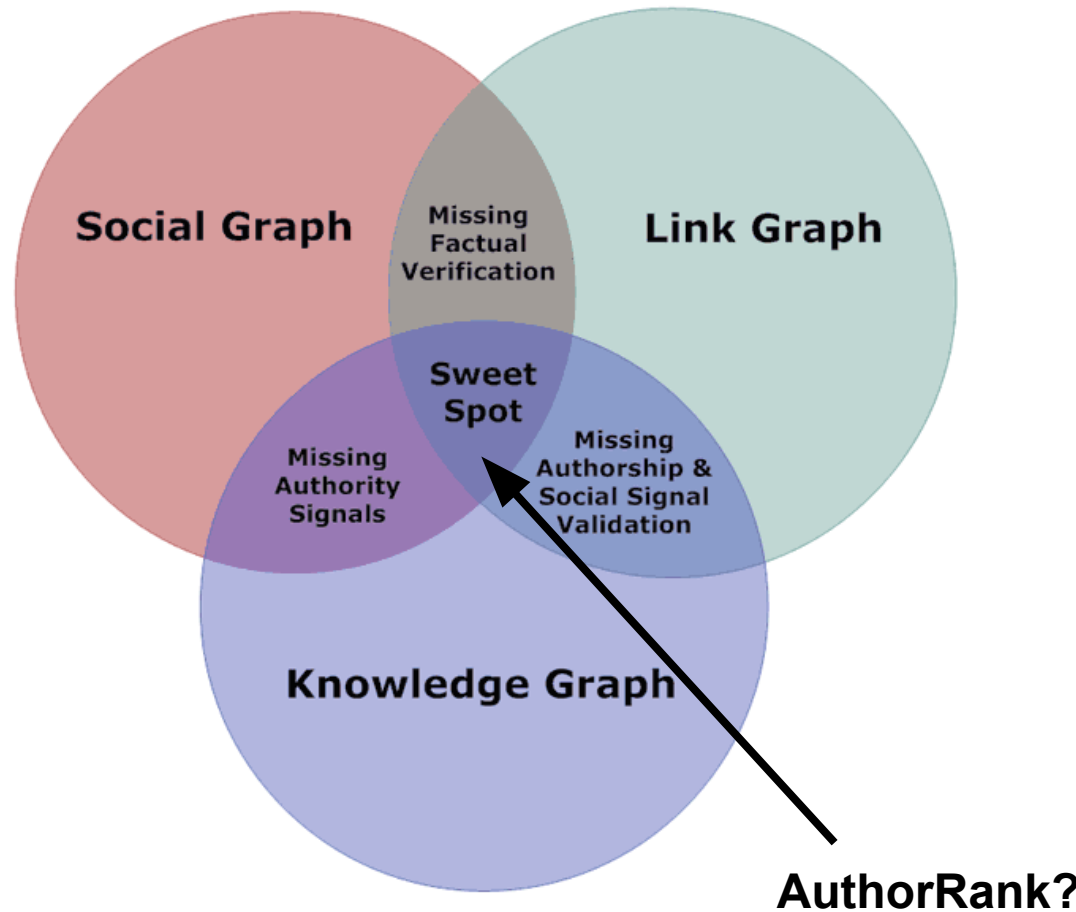 Social Graph
Missing
Factual
Verification
Link Graph
Sweet
Spot
Missing
Authority
Signals
Missing
Authorship &
Social Signal
Validation
Knowledge Graph
AuthorRank?